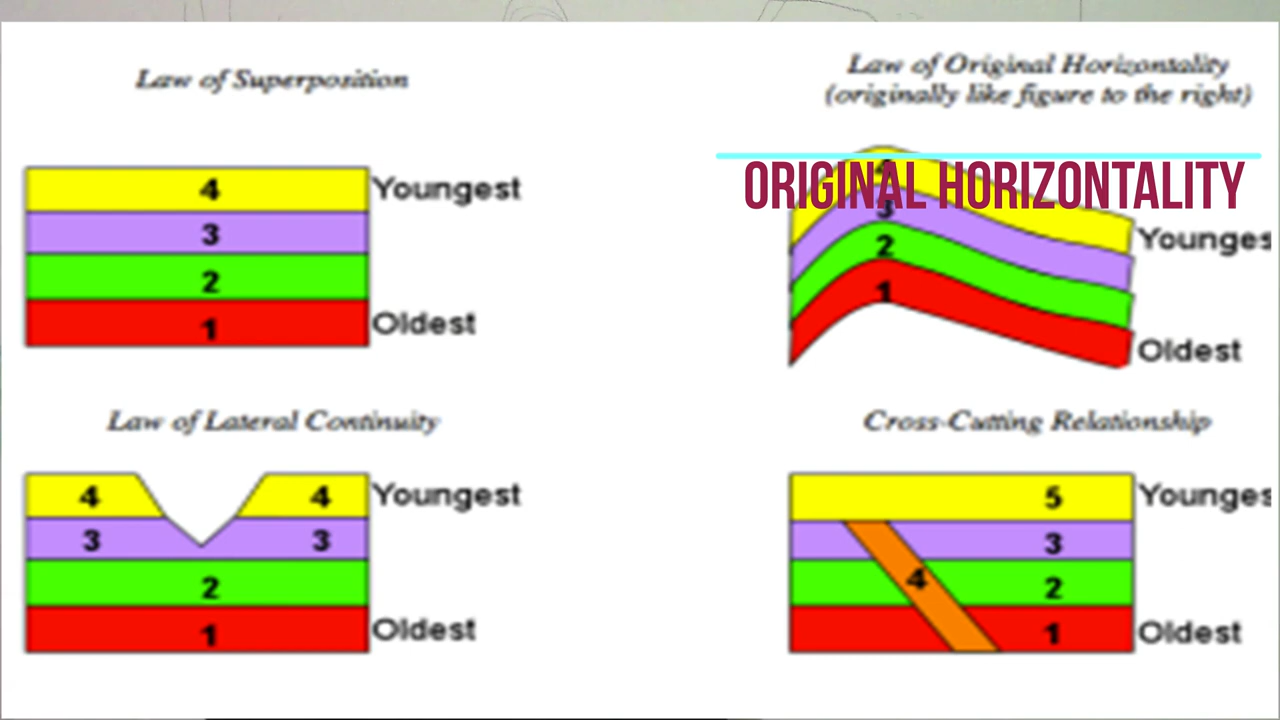 Law of Superposition
4 Youngest
3
2
1 Oldest
Law of Original Horizontality
(originally like figure to the right)
ORIGINAL HORIZONTALITY
4
3
2
1
Younges
Oldest
Law of Lateral Continuity
4 4 Youngest
3 3
2
1 Oldest
Cross-Cutting Relationship
5 Younges
3
4
2
1 Oldest